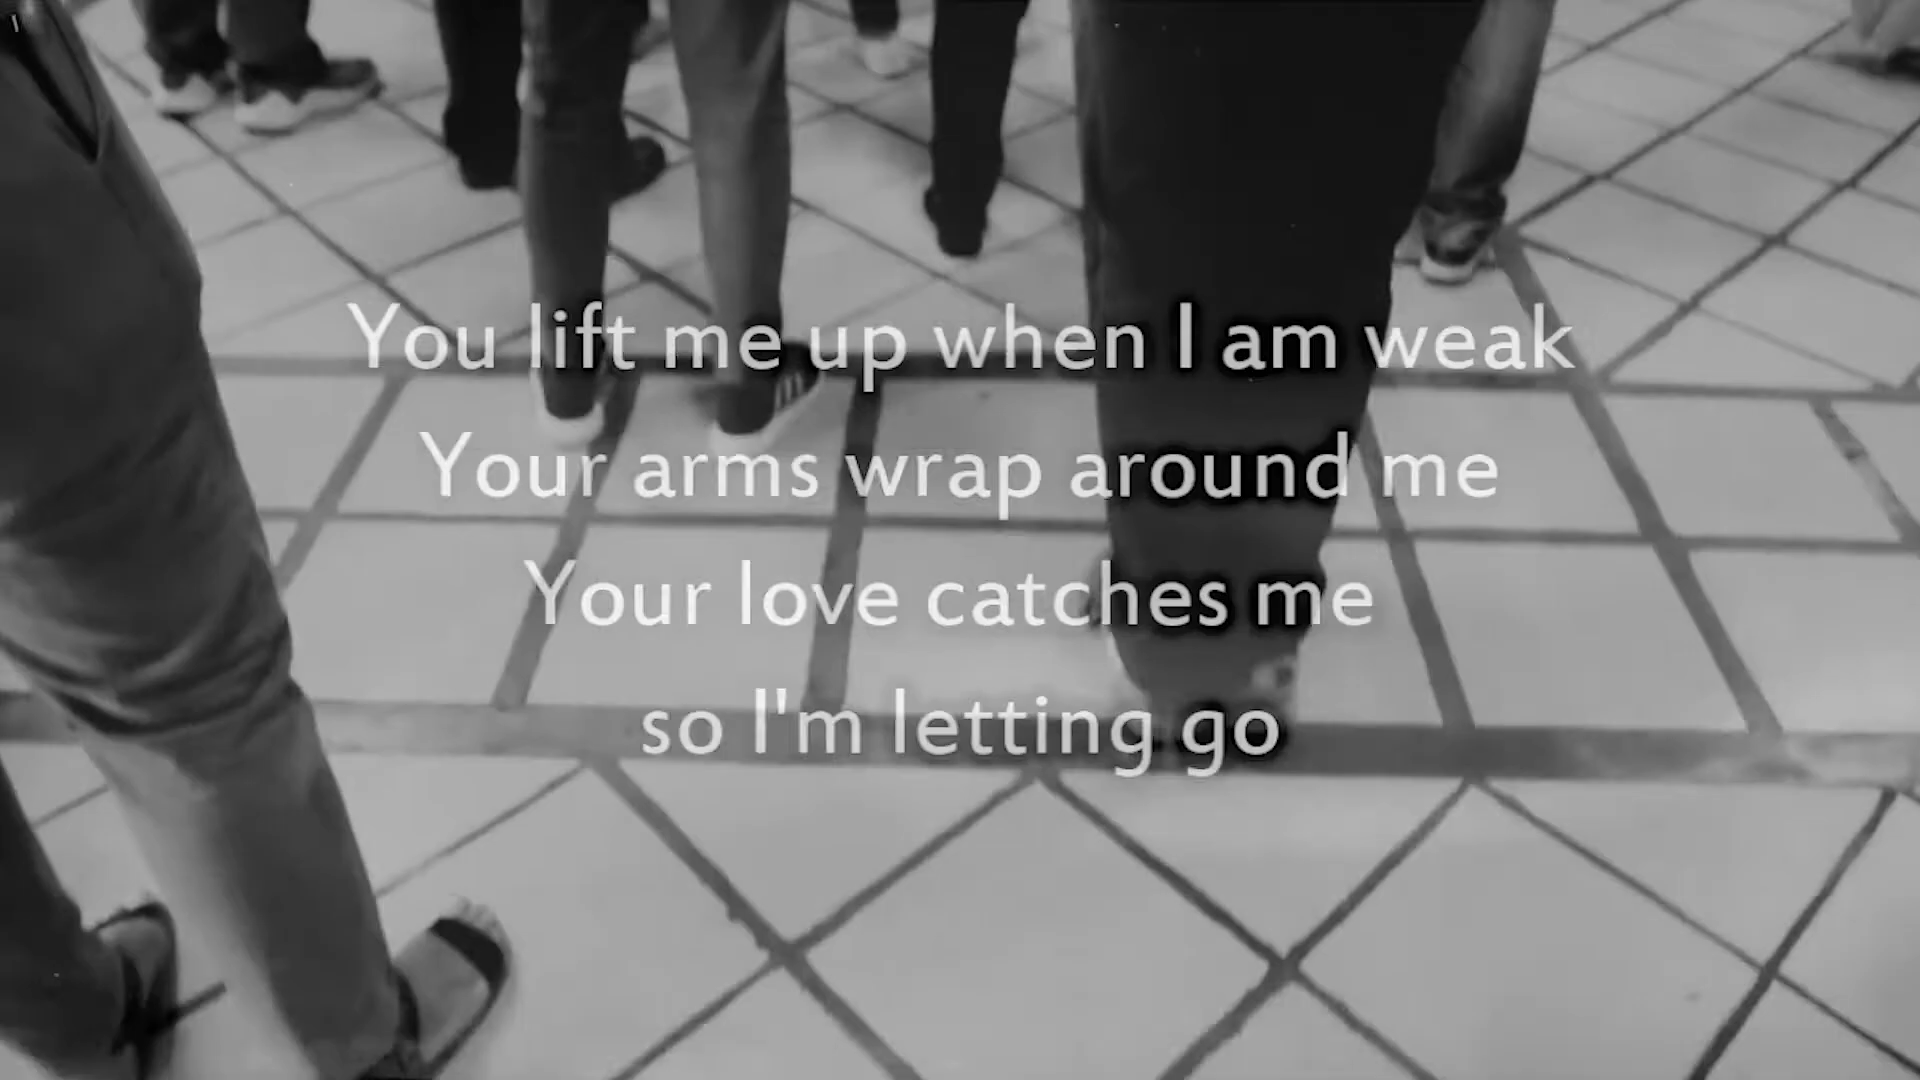 You lift me up when I am weak
Your arms wrap around me
Your love catches me
so I'm letting go